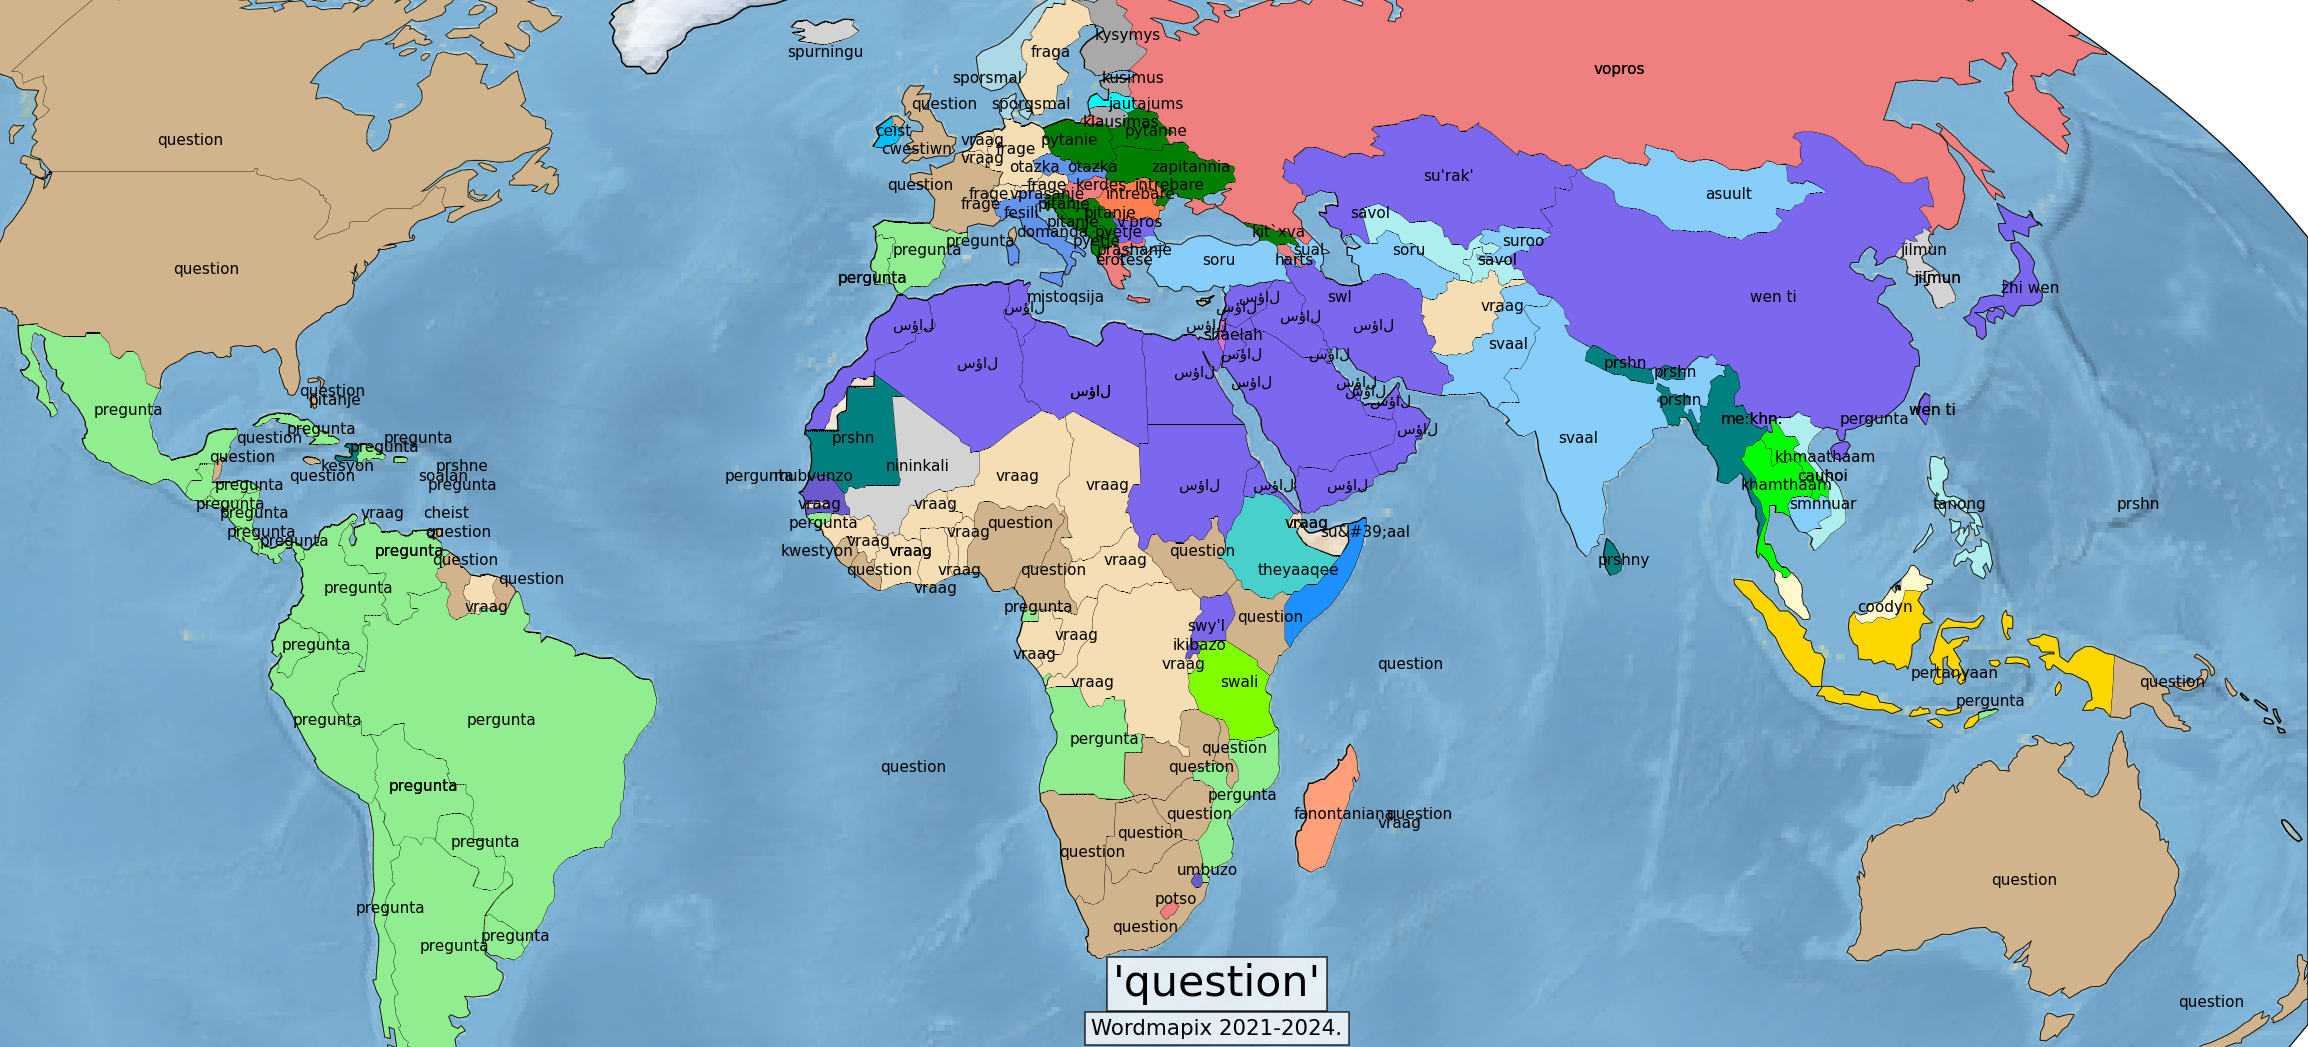 kysymys
spurningu
fraga
vopros
sporsmal
kusimus
question
sporgsmal
jautajums
klausimas
ceist
pytanne
question
cwestiwn
vraag
pytanie
frage
vraag
otazka
otazka
zapitannia
su'rak'
question
frage
kerdes
intrebare
asuult
frage
vprasanje
intrebare
frage
fesill
pitanje
pitanje
savol
pitanje
v'pros
domanda
pyetje
kit'xva
pregunta
pyetje
suroo
pregunta
prashanje
sual
soru
jilmun
erotese
soru
harts
savol
question
pergunta
jilmun
zhi wen
mistoqsija
سؤال
swl
wen ti
سؤال
سؤال
سؤال
vraag
سؤال
سؤال
سؤال
سؤال
shaelah
svaal
سؤال
سؤال
سؤال
prshn
سؤال
prshn
سؤال
سؤال
question
سؤال
سؤال
pitanje
سؤال
prshn
pregunta
wen ti
me:khn:
pergunta
pregunta
سؤال
question
pregunta
prshn
svaal
pregunta
question
khmaathaam
kesyon
prshne
nininkali
question
soalan
pergunta
mubvunzo
vraag
cauhoi
pregunta
pregunta
vraag
سؤال
سؤال
سؤال
khamthaam
pregunta
vraag
vraag
smnnuar
tanong
prshn
pregunta
vraag
cheist
pergunta
question
vraag
pregunta
question
vraag
su&#39;aal
pregunta
vraag
pregunta
kwestyon
vraag
question
question
vraag
prshny
question
vraag
question
theyaaqee
question
pregunta
vraag
vraag
pregunta
coodyn
question
vraag
swy'l
pregunta
ikibazo
vraag
vraag
question
pertanyaan
vraag
swali
question
pergunta
pregunta
pergunta
pergunta
question
question
question
pregunta
pergunta
question
fanontaniana
question
vraag
question
pregunta
question
umbuzo
question
potso
pregunta
question
pregunta
pregunta
'question'
question
Wordmapix 2021-2024.